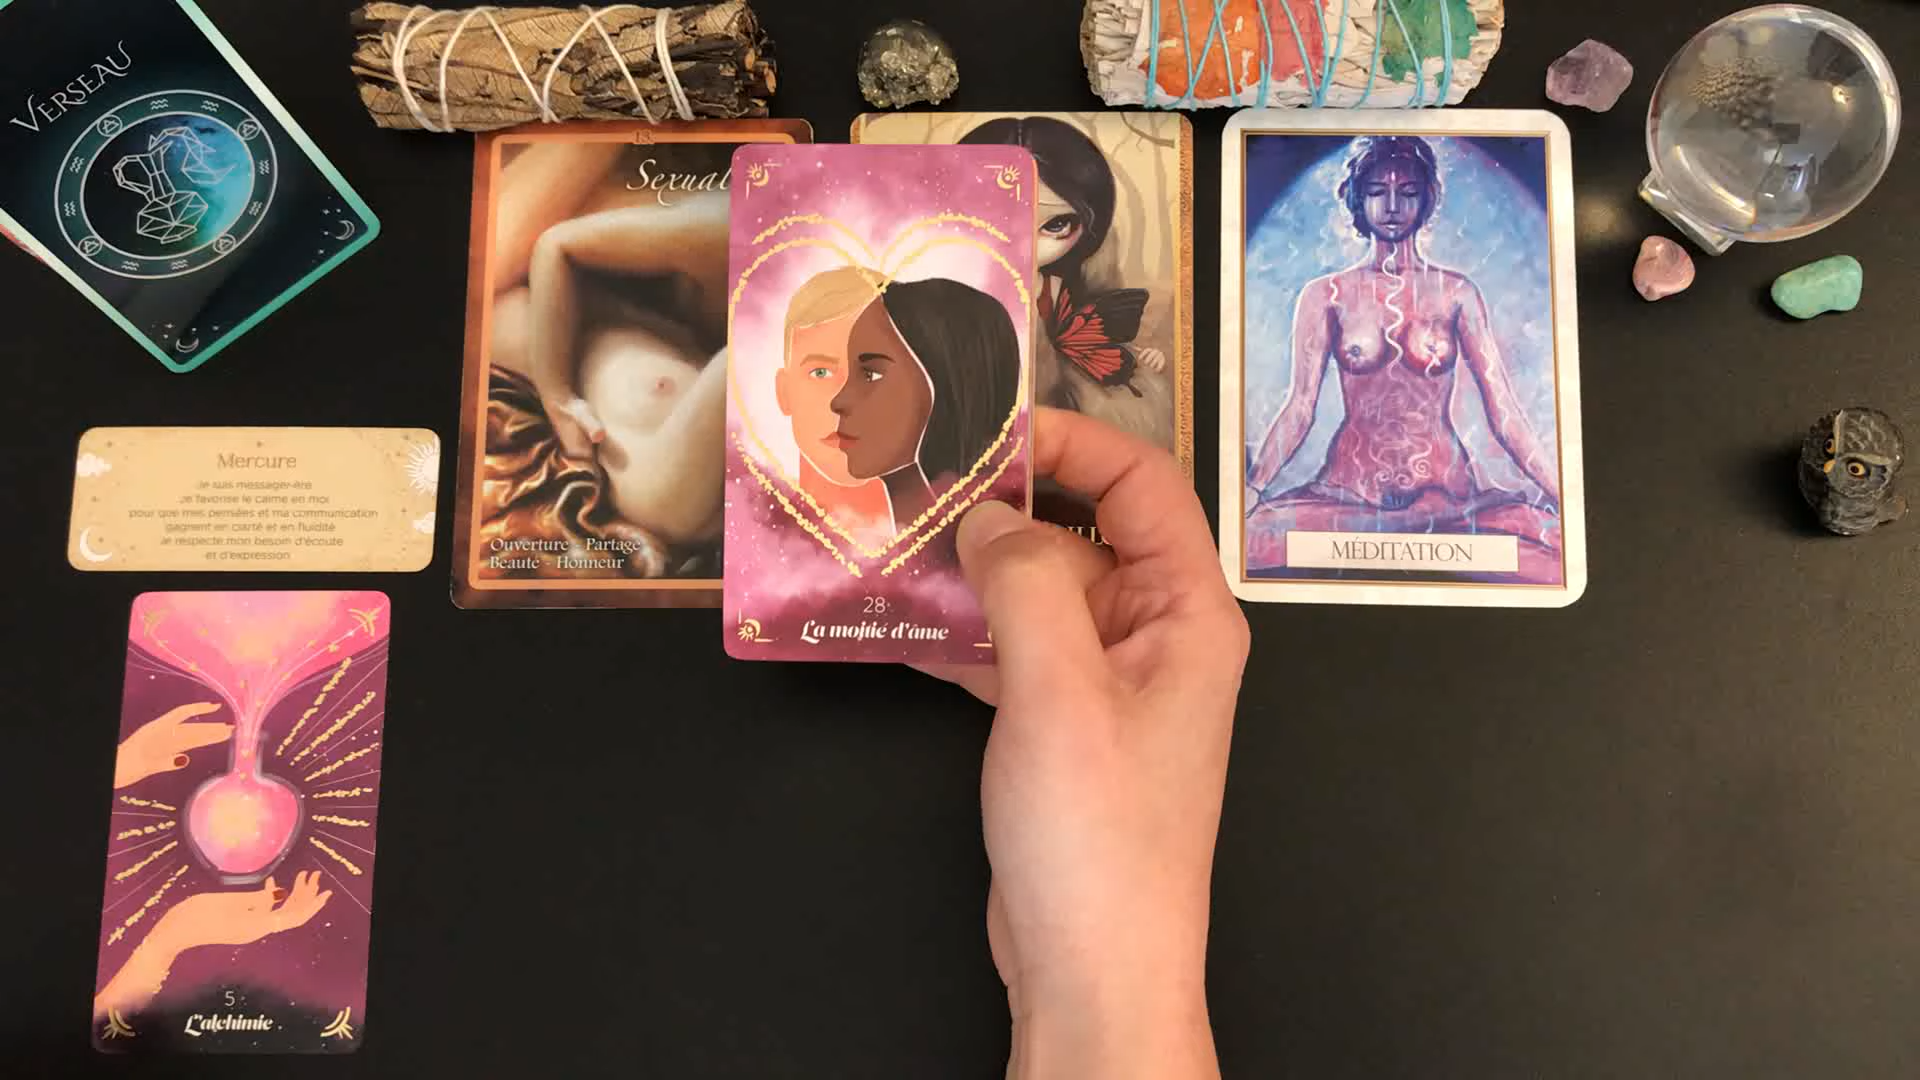 VERSEAU
13
Sexual
Ouverture - Partage
Beauté - Honneur
28
La moitié d'âme
MÉDITATION
Mercure
Je suis messager·ère
Je favorise le calme en moi
pour que mes pensées et ma communication
gagnent en clarté et en fluidité
Je respecte mon besoin d'écoute
et d'expression
5
L'alchimie